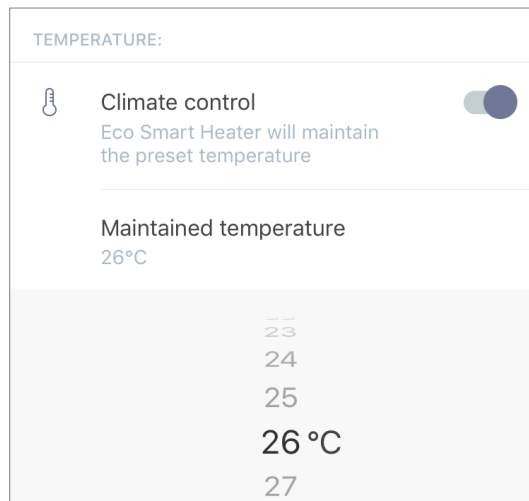 TEMPERATURE:
Climate control
Eco Smart Heater will maintain
the preset temperature
Maintained temperature
26°C
23
24
25
26 °C
27